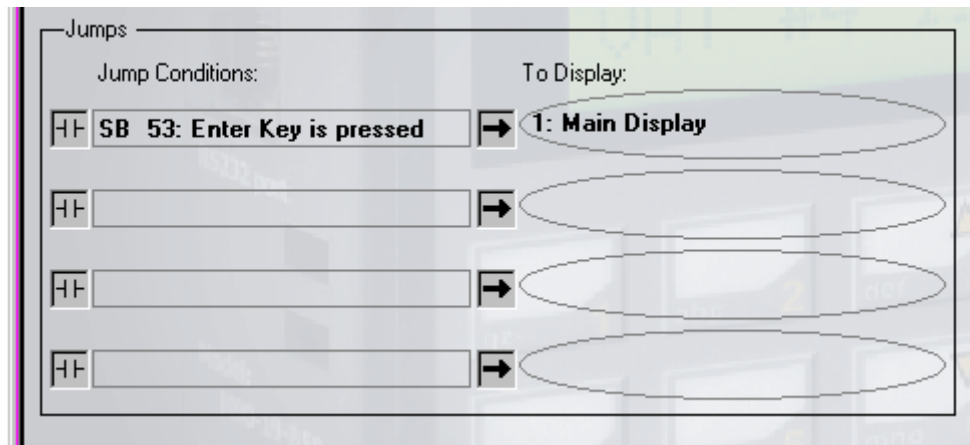 Jumps
Jump Conditions: To Display:
SB 53: Enter Key is pressed 1: Main Display